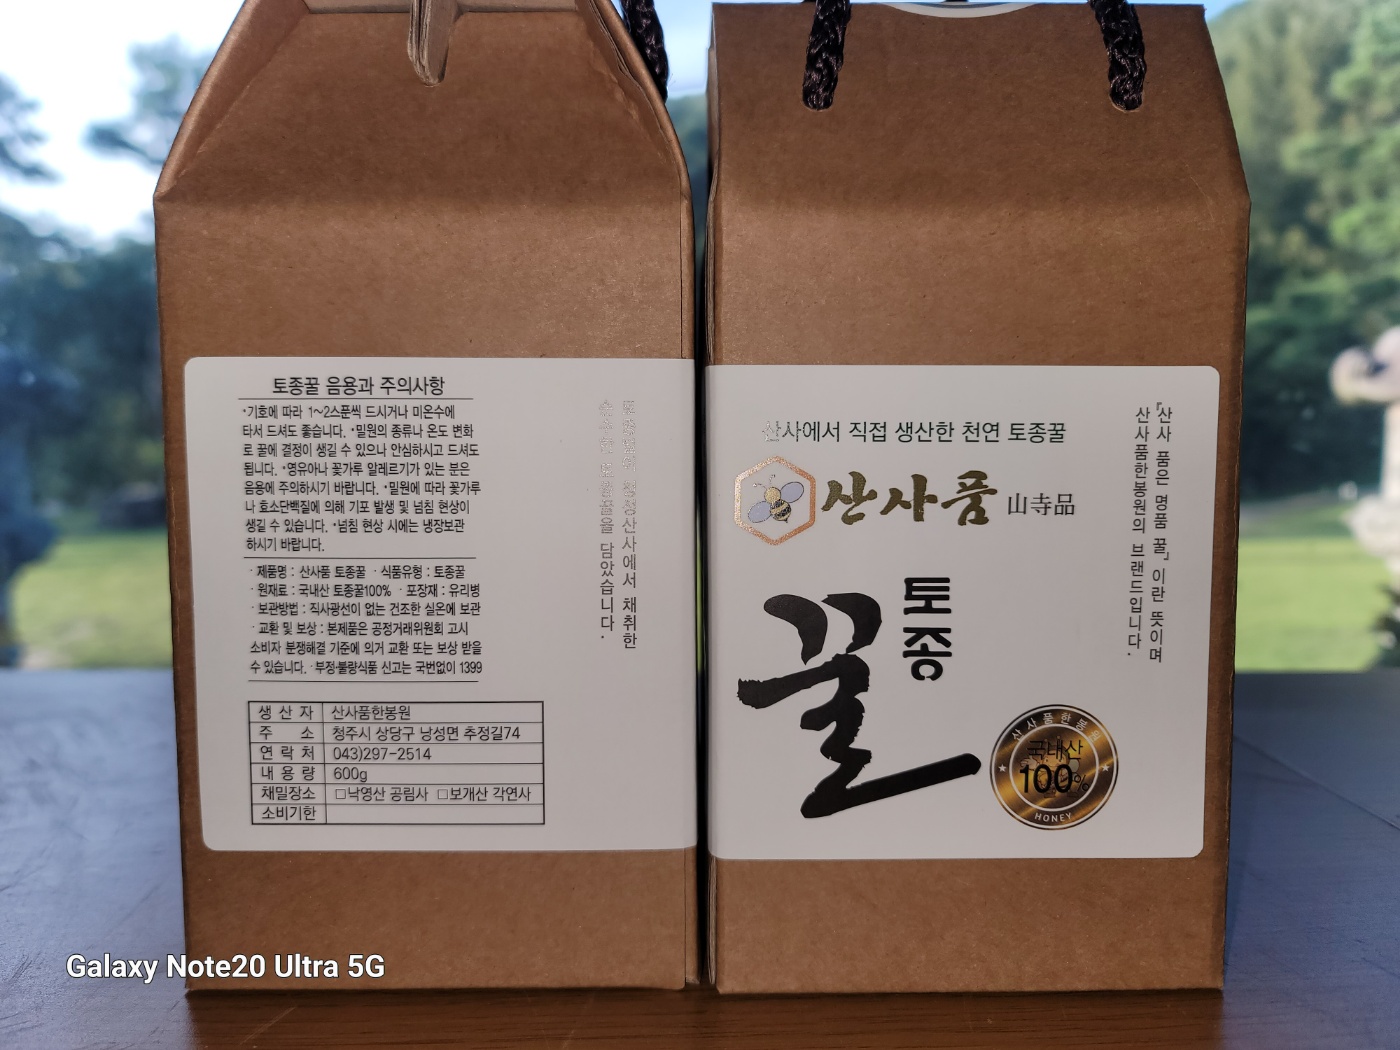 토종꿀 음용과 주의사항
·기호에 따라 1~2스푼씩 드시거나 미온수에
타서 드셔도 좋습니다. ·밀원의 종류나 온도 변화
로 꿀에 결정이 생길 수 있으나 안심하시고 드셔도
됩니다. ·영유아나 꽃가루 알레르기가 있는 분은
음용에 주의하시기 바랍니다. ·밀원에 따라 꽃가루
나 효소단백질에 의해 기포 발생 및 넘침 현상이
생길 수 있습니다. ·넘침 현상 시에는 냉장보관
하시기 바랍니다.
· 제품명 : 산사품 토종꿀 · 식품유형 : 토종꿀
· 원재료 : 국내산 토종꿀100% · 포장재 : 유리병
· 보관방법 : 직사광선이 없는 건조한 실온에 보관
· 교환 및 보상 : 본제품은 공정거래위원회 고시
소비자 분쟁해결 기준에 의거 교환 또는 보상 받을
수 있습니다. · 부정·불량식품 신고는 국번없이 1399
생 산 자 산사품한봉원
주 소 청주시 상당구 낭성면 추정길74
연 락 처 043)297-2514
내 용 량 600g
채밀장소 □낙영산 공림사 □보개산 각연사
소비기한
청정산사에서 채취한
토종꿀을 담았습니다.
산사에서 직접 생산한 천연 토종꿀
산사품 山寺品
토종
꿀
『산사 품은 명품 꿀』이란 뜻이며
산사품한봉원의 브랜드입니다.
산사품한봉원
국내산
100%
HONEY
Galaxy Note20 Ultra 5G